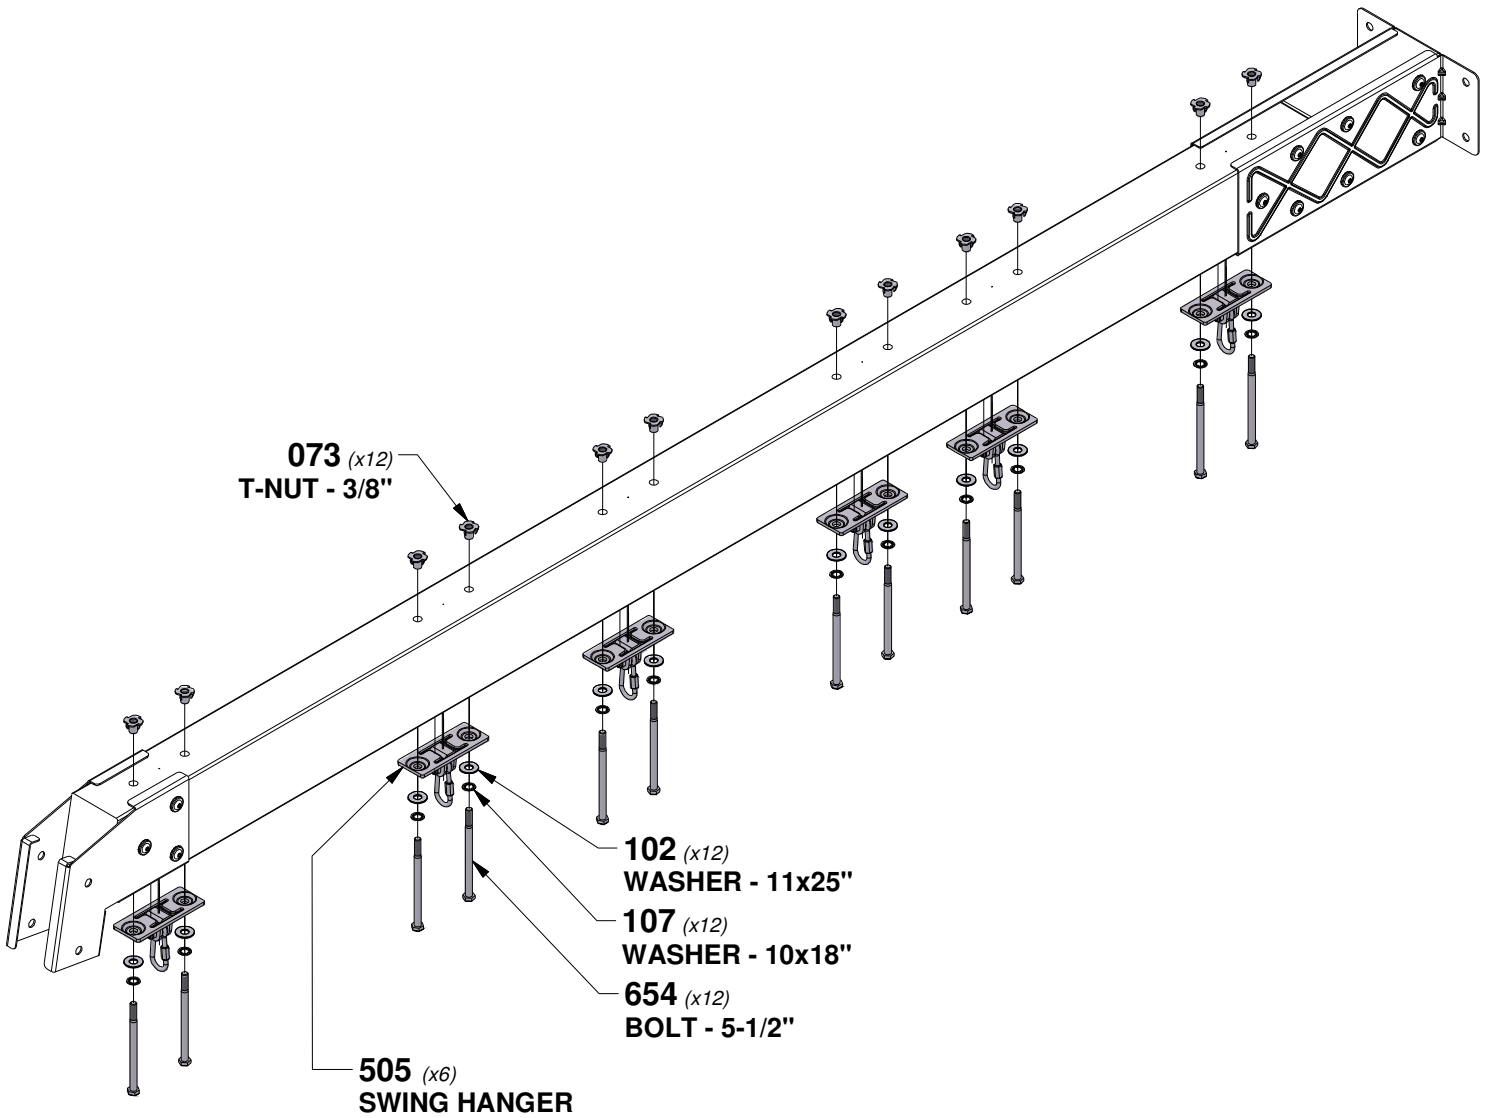 073 (x12)
T-NUT - 3/8"
102 (x12)
WASHER - 11x25"
107 (x12)
WASHER - 10x18"
654 (x12)
BOLT - 5-1/2"
505 (x6)
SWING HANGER